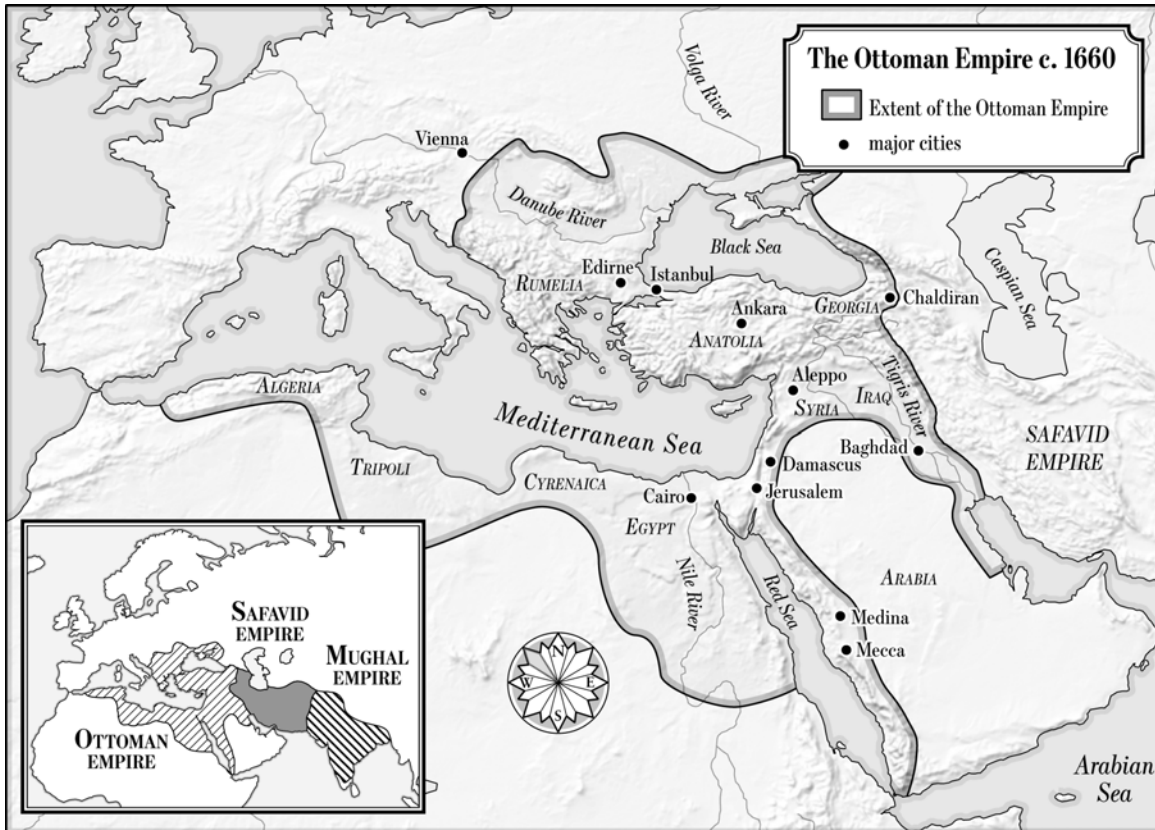 The Ottoman Empire c. 1660
Extent of the Ottoman Empire
major cities
Volga River
Vienna
Danube River
Black Sea
Caspian Sea
Edirne
Istanbul
RUMELIA
Ankara
ANATOLIA
GEORGIA
Chaldiran
ALGERIA
Aleppo
SYRIA
IRAQ
Tigris River
Mediterranean Sea
Baghdad
SAFAVID
EMPIRE
TRIPOLI
CYRENAICA
Damascus
Cairo
Jerusalem
EGYPT
Nile River
Red Sea
ARABIA
Medina
Mecca
N
W
E
S
SAFAVID
EMPIRE
MUGHAL
EMPIRE
OTTOMAN
EMPIRE
Arabian
Sea